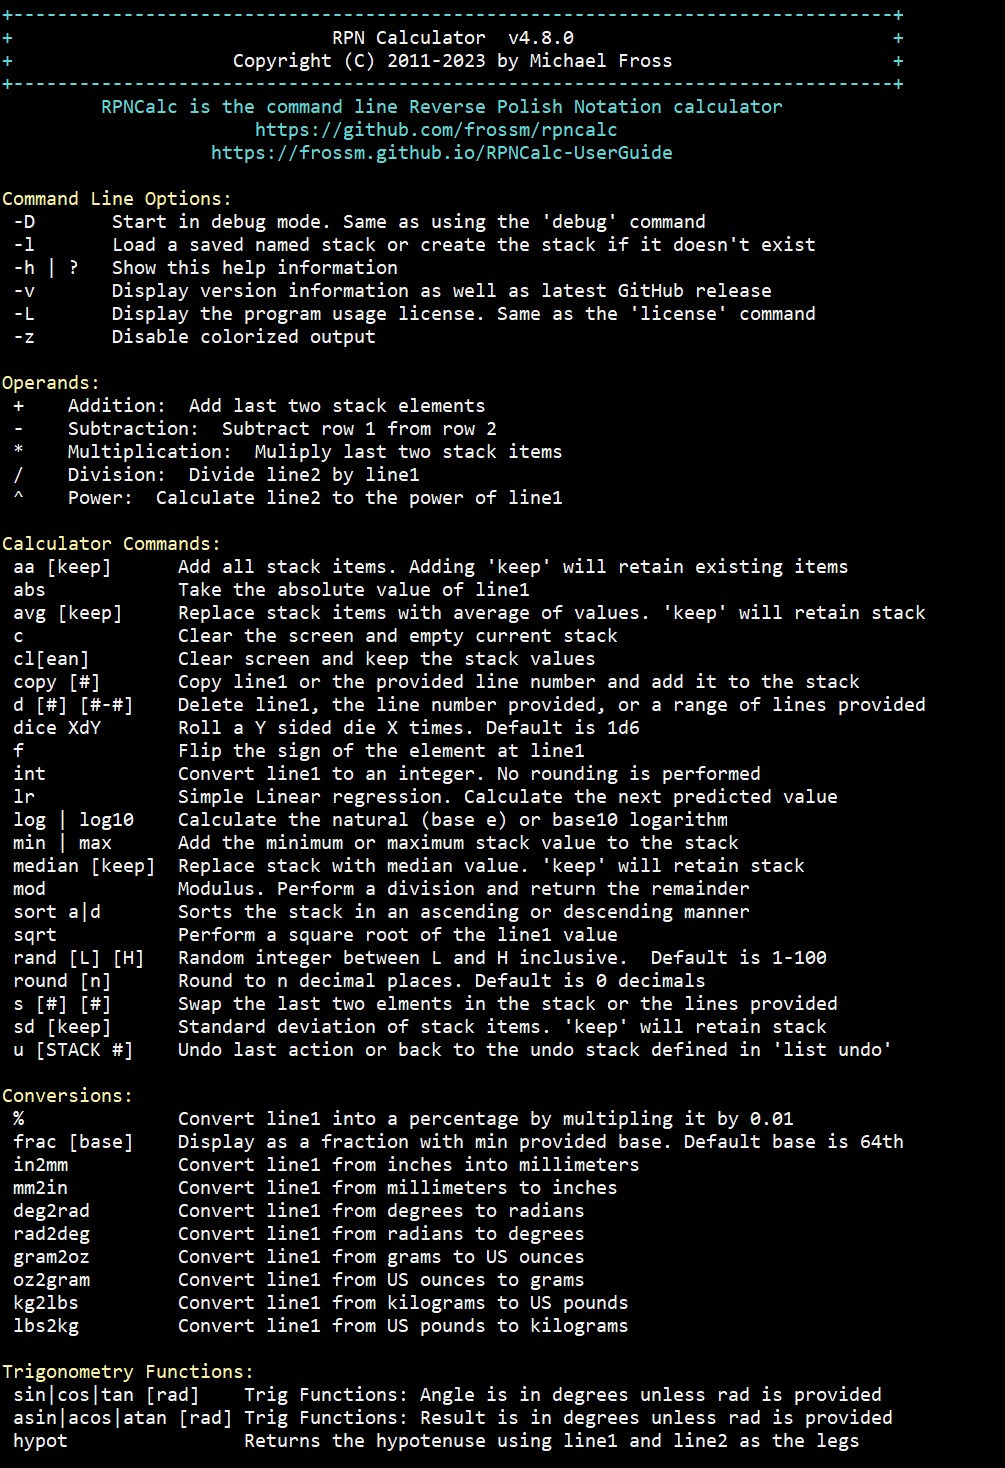 +--------------------------------------------------------------------------------+
+ RPN Calculator  v4.8.0 +
+ Copyright (C) 2011-2023 by Michael Fross +
+--------------------------------------------------------------------------------+
RPNCalc is the command line Reverse Polish Notation calculator
https://github.com/frossm/rpncalc
https://frossm.github.io/RPNCalc-UserGuide
Command Line Options:
-D       Start in debug mode. Same as using the 'debug' command
-l       Load a saved named stack or create the stack if it doesn't exist
-h | ?   Show this help information
-v       Display version information as well as latest GitHub release
-L       Display the program usage license. Same as the 'license' command
-z       Disable colorized output
Operands:
+    Addition:  Add last two stack elements
-    Subtraction:  Subtract row 1 from row 2
*    Multiplication:  Muliply last two stack items
/    Division:  Divide line2 by line1
^    Power:  Calculate line2 to the power of line1
Calculator Commands:
aa [keep]      Add all stack items. Adding 'keep' will retain existing items
abs            Take the absolute value of line1
avg [keep]     Replace stack items with average of values. 'keep' will retain stack
c              Clear the screen and empty current stack
cl[ean]        Clear screen and keep the stack values
copy [#]       Copy line1 or the provided line number and add it to the stack
d [#] [#-#]    Delete line1, the line number provided, or a range of lines provided
dice XdY       Roll a Y sided die X times. Default is 1d6
f              Flip the sign of the element at line1
int            Convert line1 to an integer. No rounding is performed
lr             Simple Linear regression. Calculate the next predicted value
log | log10    Calculate the natural (base e) or base10 logarithm
min | max      Add the minimum or maximum stack value to the stack
median [keep]  Replace stack with median value. 'keep' will retain stack
mod            Modulus. Perform a division and return the remainder
sort a|d       Sorts the stack in an ascending or descending manner
sqrt           Perform a square root of the line1 value
rand [L] [H]   Random integer between L and H inclusive.  Default is 1-100
round [n]      Round to n decimal places. Default is 0 decimals
s [#] [#]      Swap the last two elments in the stack or the lines provided
sd [keep]      Standard deviation of stack items. 'keep' will retain stack
u [STACK #]    Undo last action or back to the undo stack defined in 'list undo'
Conversions:
%              Convert line1 into a percentage by multipling it by 0.01
frac [base]    Display as a fraction with min provided base. Default base is 64th
in2mm          Convert line1 from inches into millimeters
mm2in          Convert line1 from millimeters to inches
deg2rad        Convert line1 from degrees to radians
rad2deg        Convert line1 from radians to degrees
gram2oz        Convert line1 from grams to US ounces
oz2gram        Convert line1 from US ounces to grams
kg2lbs         Convert line1 from kilograms to US pounds
lbs2kg         Convert line1 from US pounds to kilograms
Trigonometry Functions:
sin|cos|tan [rad]    Trig Functions: Angle is in degrees unless rad is provided
asin|acos|atan [rad] Trig Functions: Result is in degrees unless rad is provided
hypot                Returns the hypotenuse using line1 and line2 as the legs